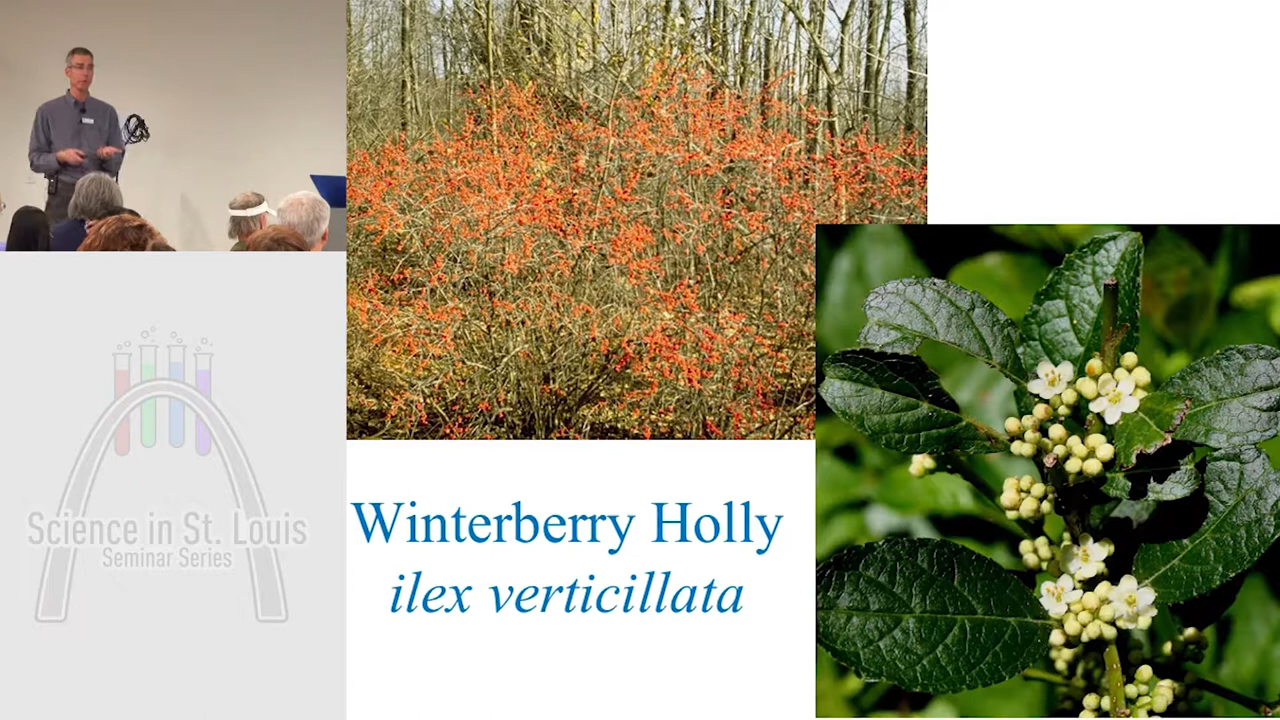 Science in St. Louis
Seminar Series
Winterberry Holly
ilex verticillata